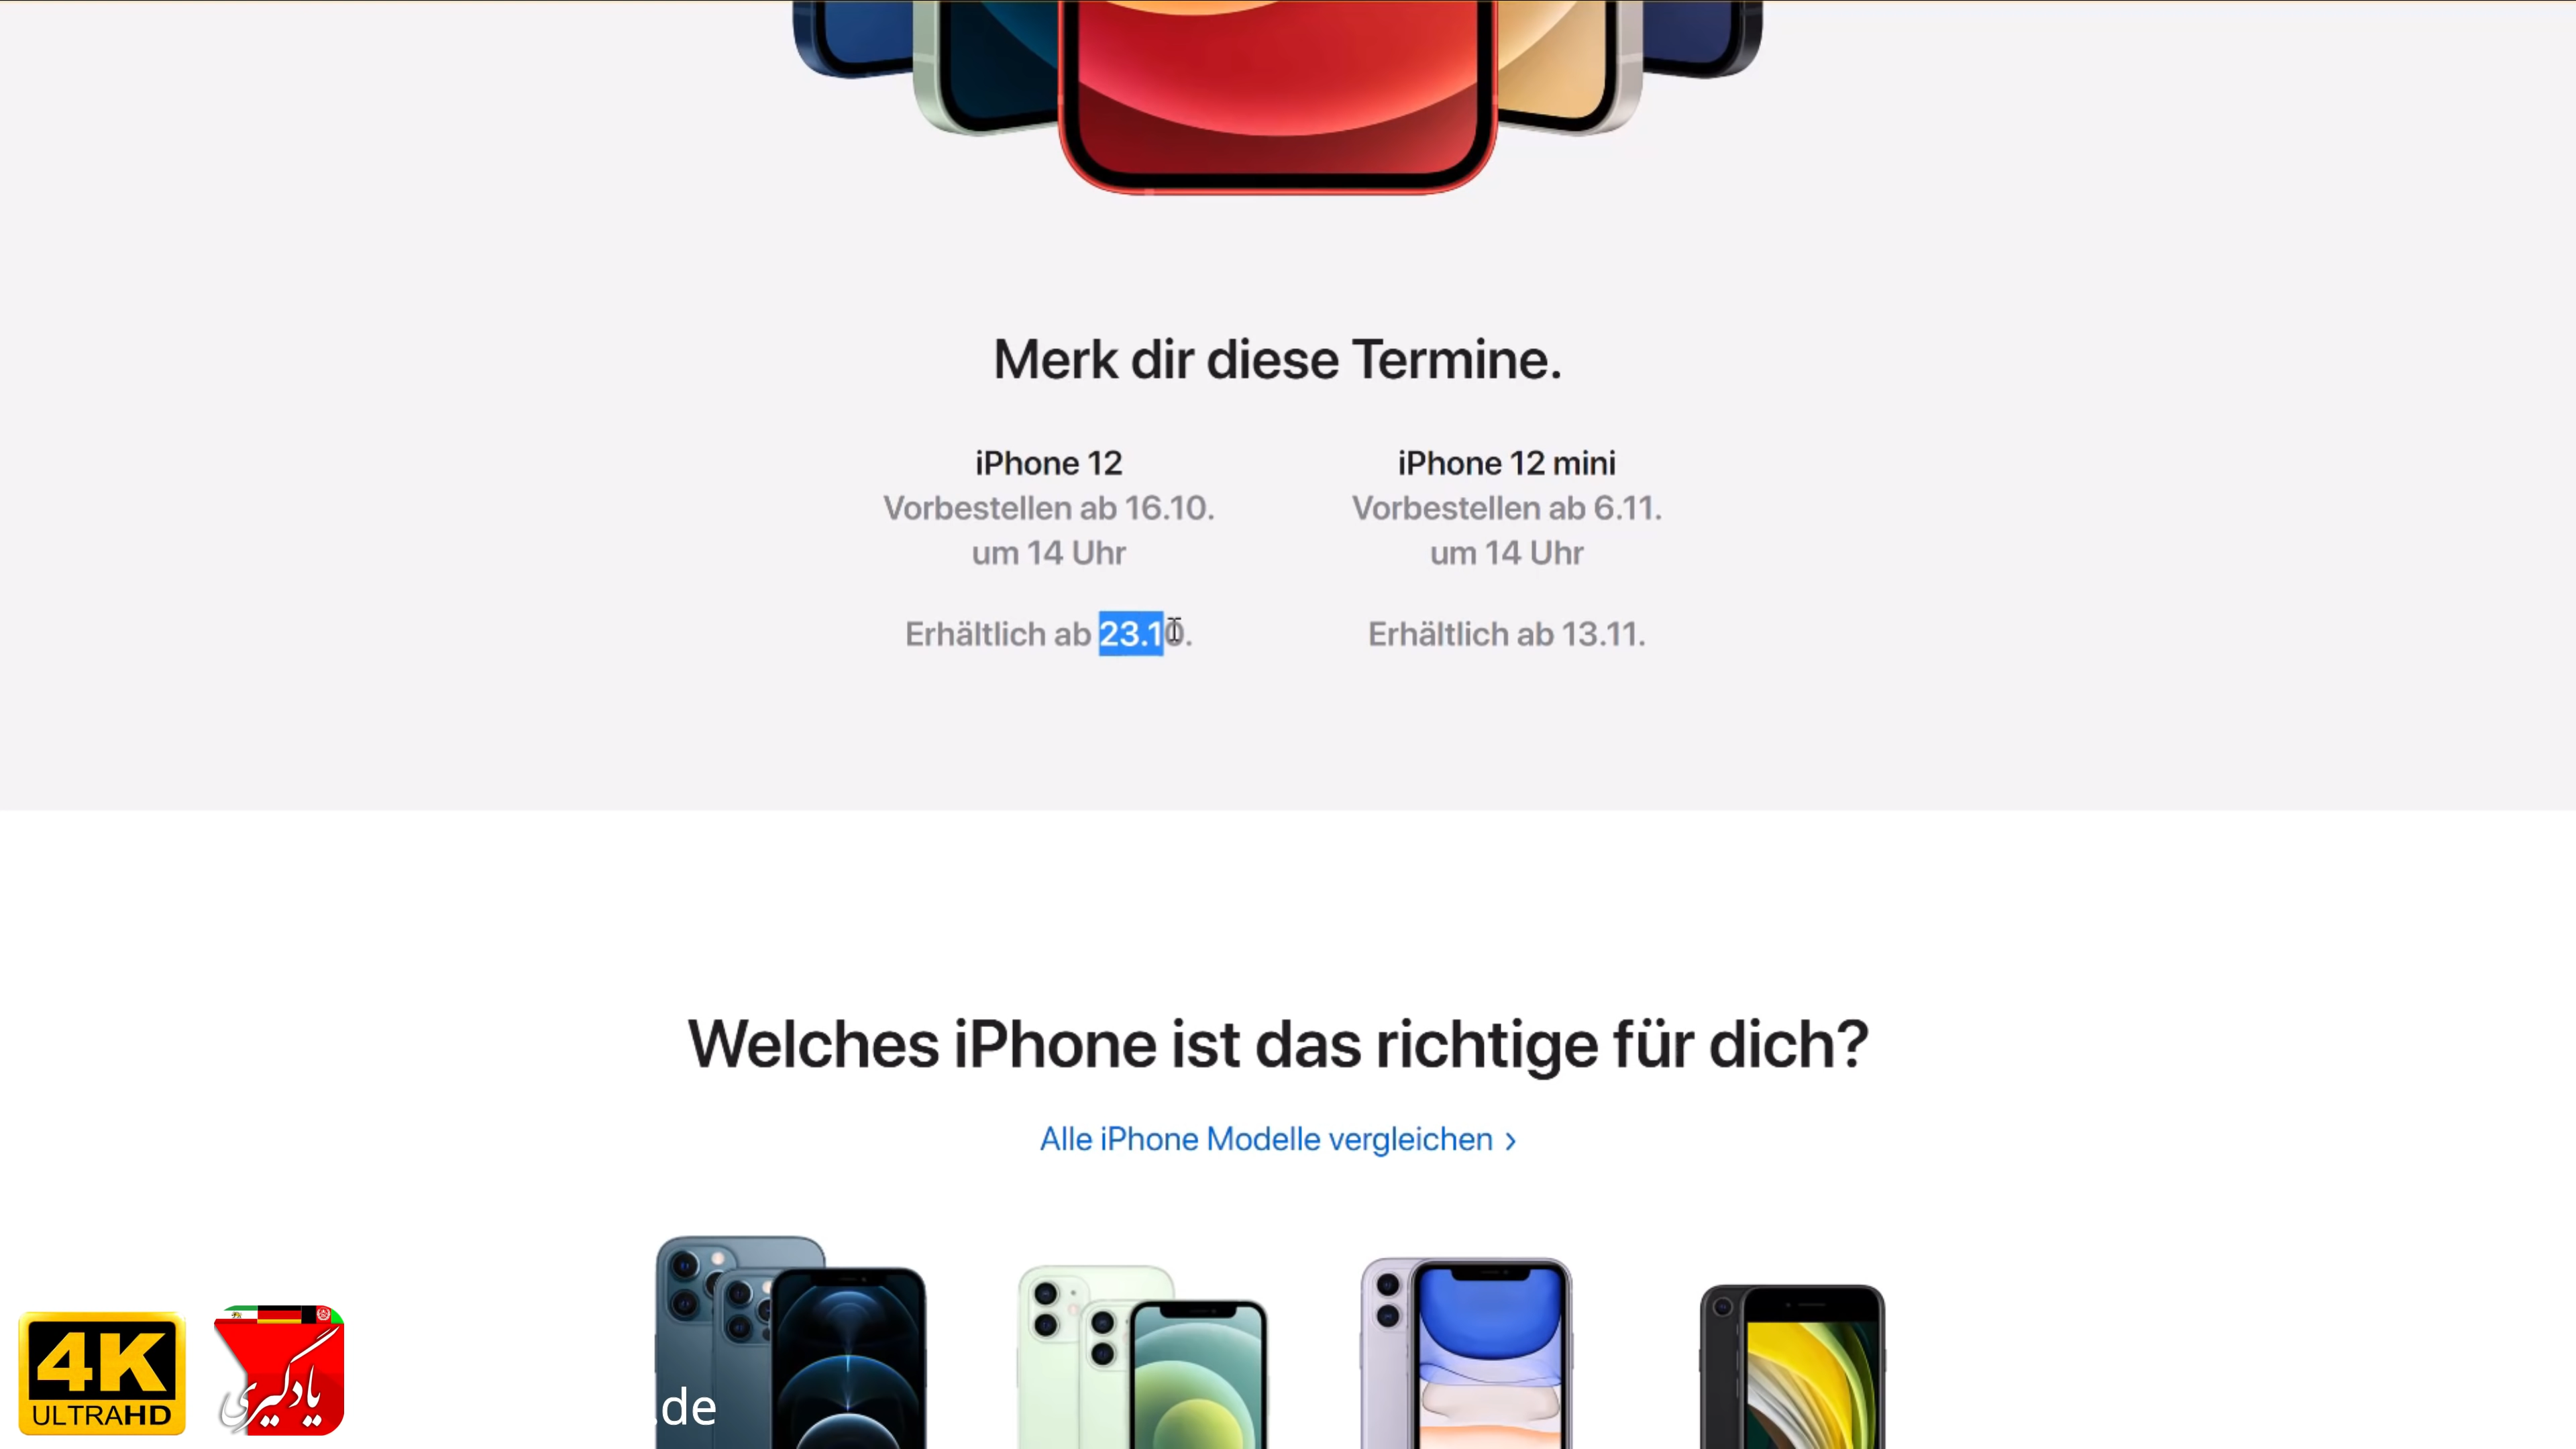 Merk dir diese Termine.
iPhone 12
Vorbestellen ab 16.10.
um 14 Uhr
Erhältlich ab 23.10.
iPhone 12 mini
Vorbestellen ab 6.11.
um 14 Uhr
Erhältlich ab 13.11.
Welches iPhone ist das richtige für dich?
Alle iPhone Modelle vergleichen >
4K
ULTRAHD
یادگیری
.de